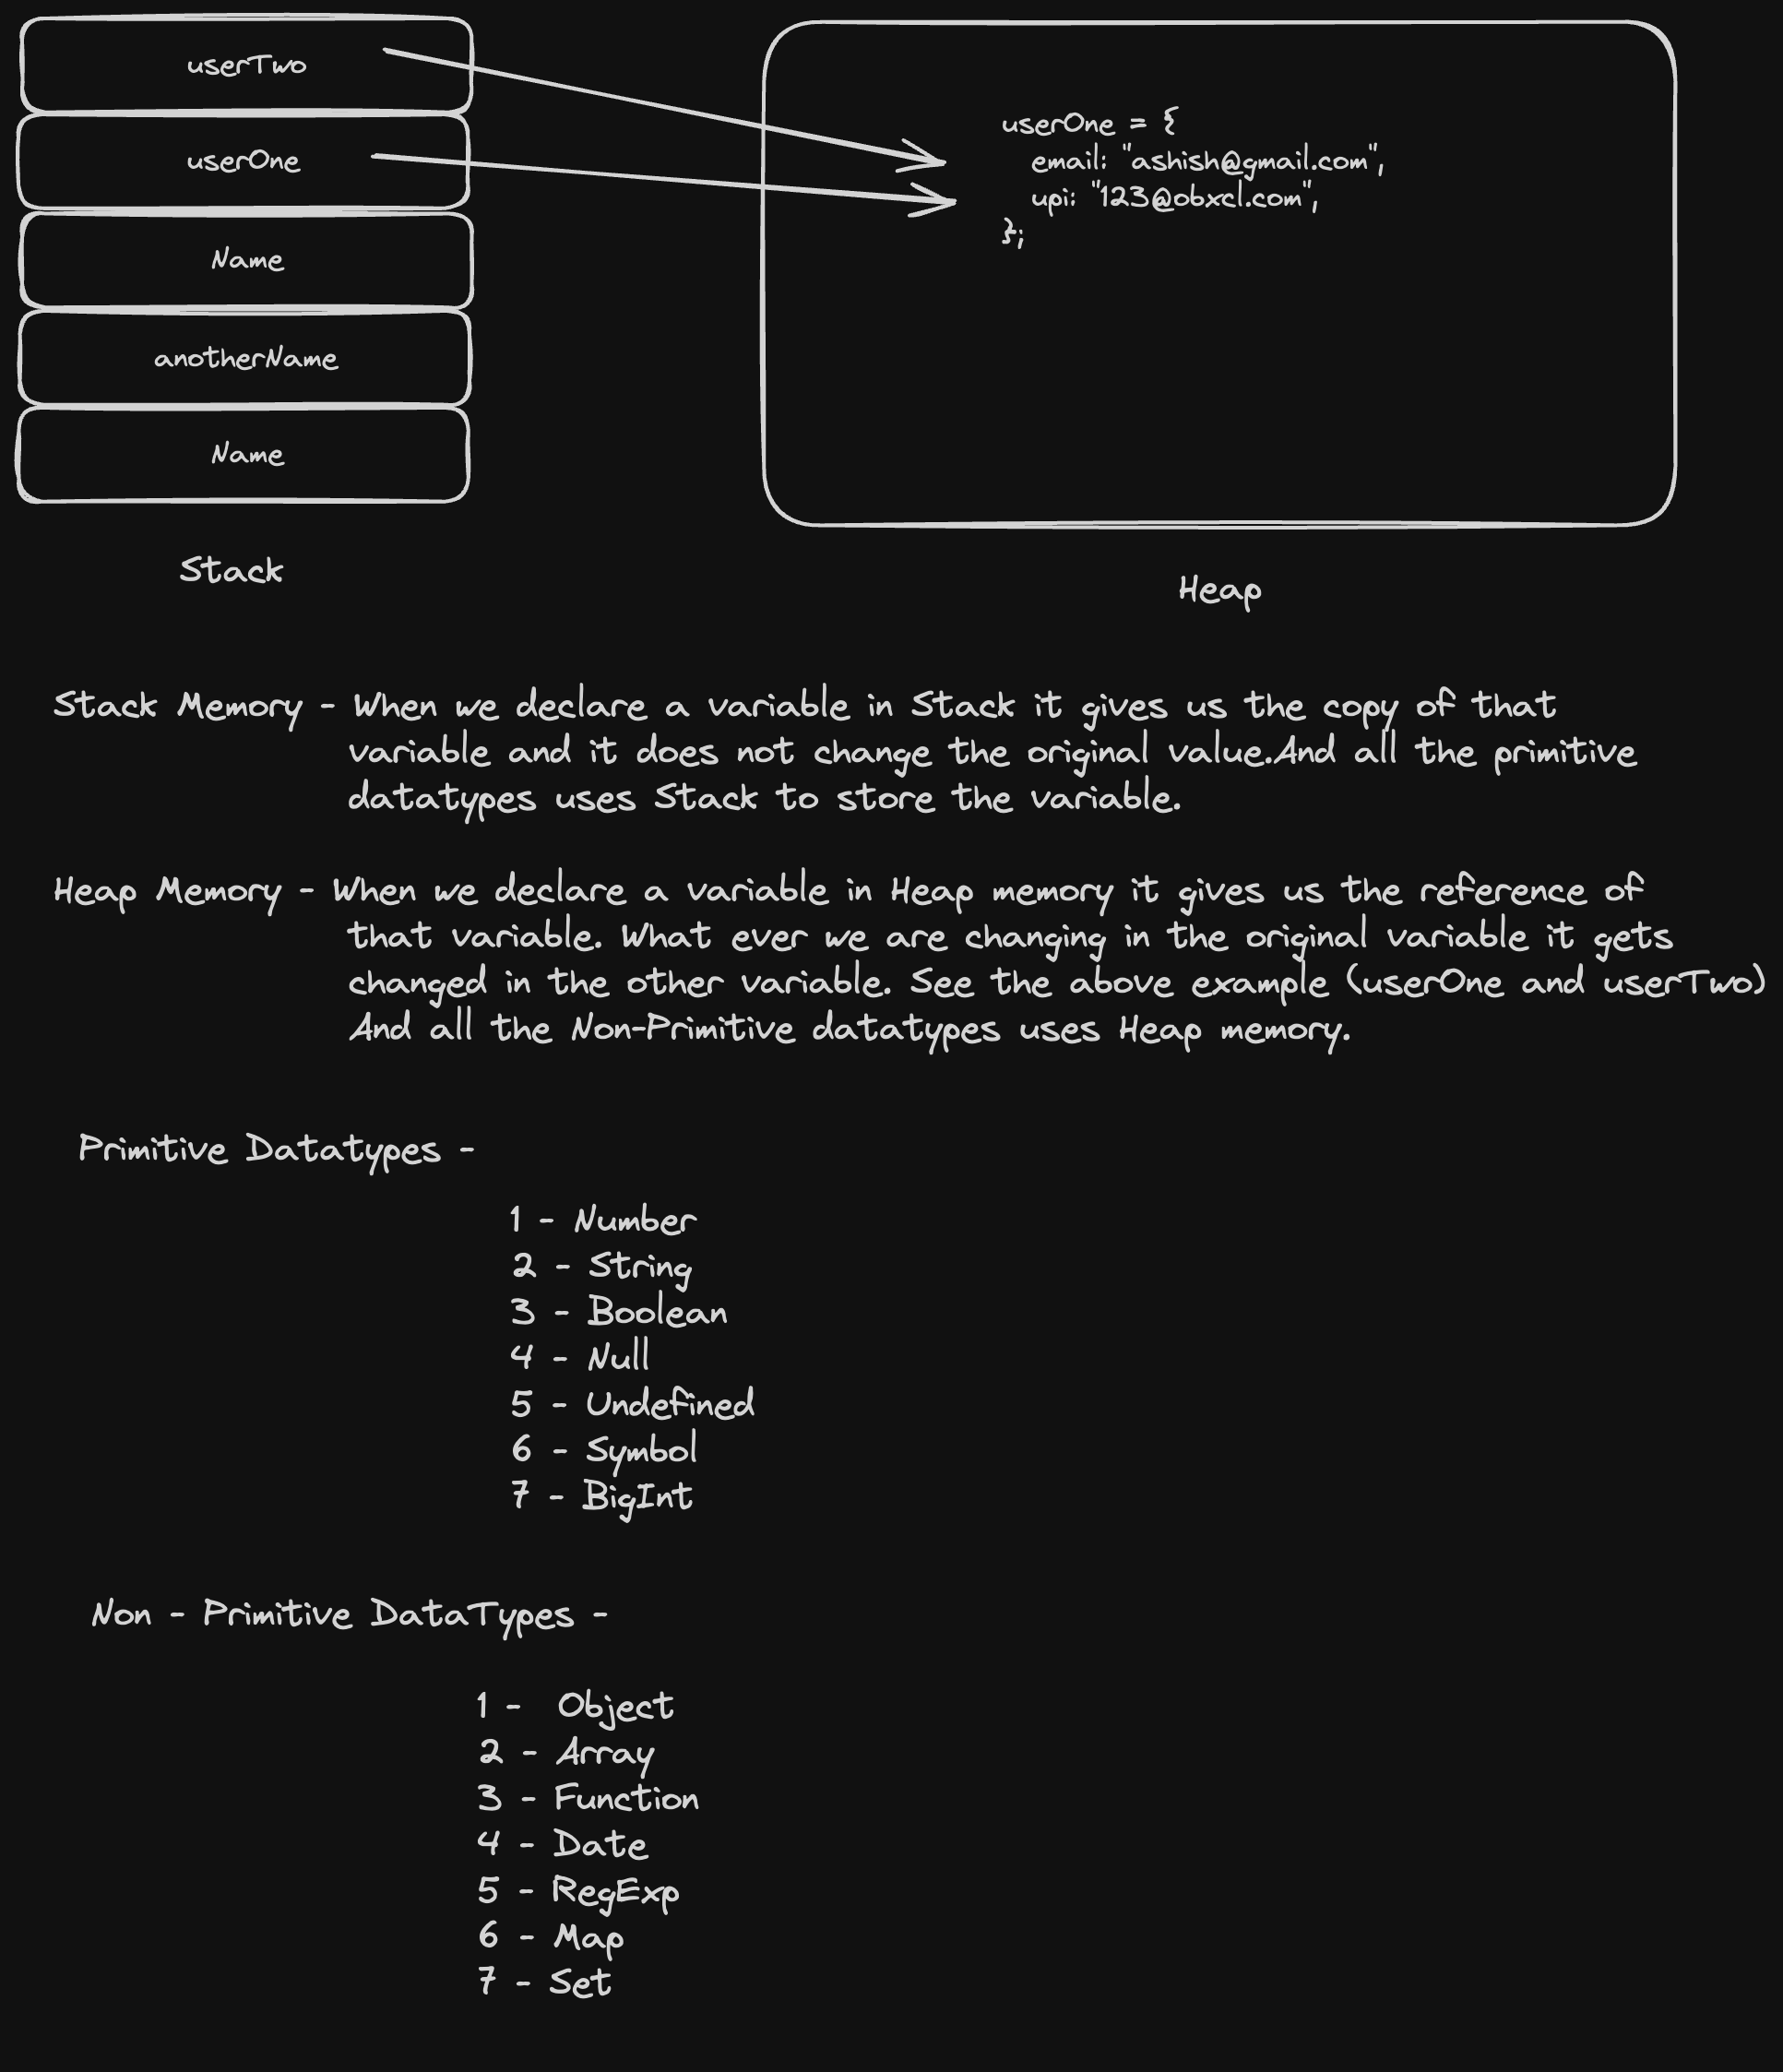 userTwo
userOne
Name
anotherName
Name
Stack
userOne = {
email: "ashish@gmail.com",
upi: "123@obxcl.com",
};
Heap
Stack Memory - When we declare a variable in Stack it gives us the copy of that
variable and it does not change the original value.And all the primitive
datatypes uses Stack to store the variable.
Heap Memory - When we declare a variable in Heap memory it gives us the reference of
that variable. What ever we are changing in the original variable it gets
changed in the other variable. See the above example (userOne and userTwo)
And all the Non-Primitive datatypes uses Heap memory.
Primitive Datatypes -
1 - Number
2 - String
3 - Boolean
4 - Null
5 - Undefined
6 - Symbol
7 - BigInt
Non - Primitive DataTypes -
1 - Object
2 - Array
3 - Function
4 - Date
5 - RegExp
6 - Map
7 - Set